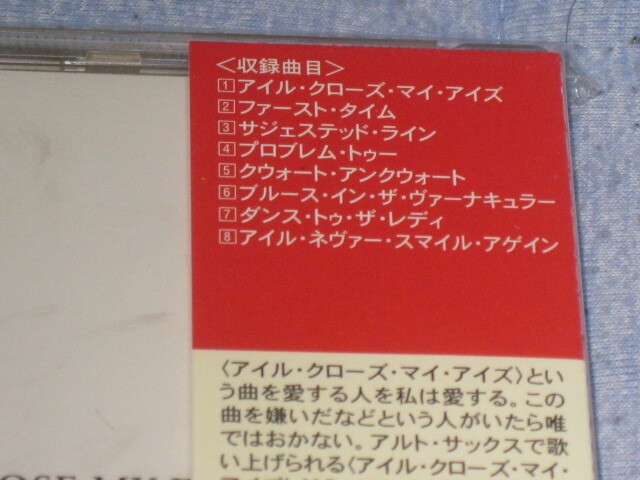 ＜収録曲目＞
1 アイル・クローズ・マイ・アイズ
2 ファースト・タイム
3 サジェステッド・ライン
4 プロブレム・トゥー
5 クウォート・アンクウォート
6 ブルース・イン・ザ・ヴァーナキュラー
7 ダンス・トゥ・ザ・レディ
8 アイル・ネヴァー・スマイル・アゲイン
〈アイル・クローズ・マイ・アイズ〉とい
う曲を愛する人を私は愛する。この
曲を嫌いだなどという人がいたら唯
ではおかない。アルト・サックスで歌
い上げられる〈アイル・クローズ・マイ・